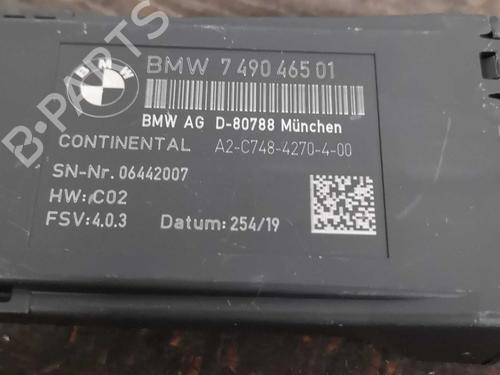 BMW
BMW 7 490 465 01
BMW AG D-80788 München
CONTINENTAL A2-C748-4270-4-00
SN-Nr. 06442007
HW: C02
FSV: 4.0.3 Datum: 254/19
B-PARTS